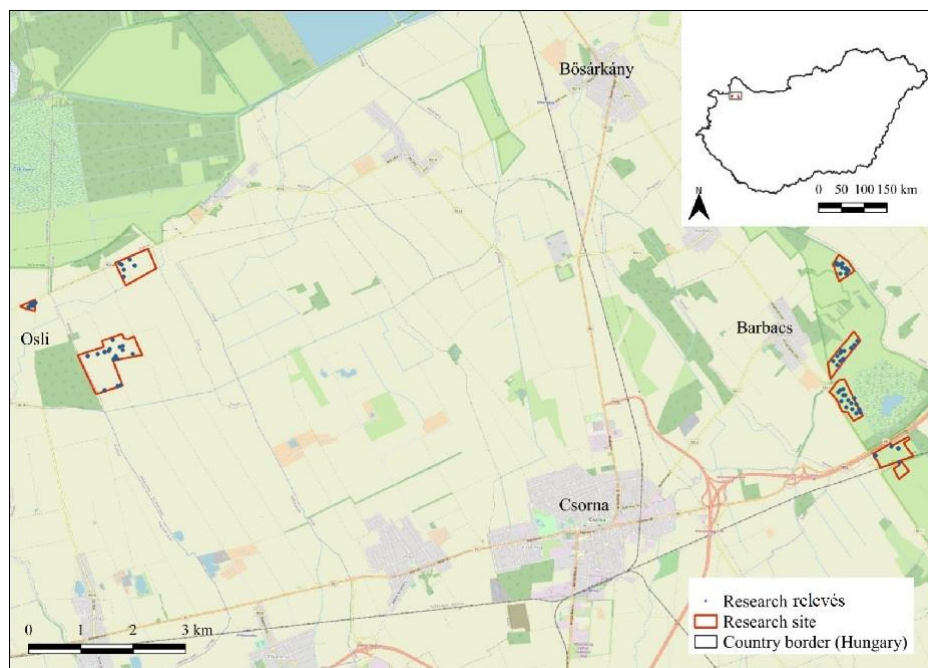 Bősárkány
N
0 50 100 150 km
Osli
Barbacs
Csorna
Csorna
0 1 2 3 km
Research relevés
Research site
Country border (Hungary)